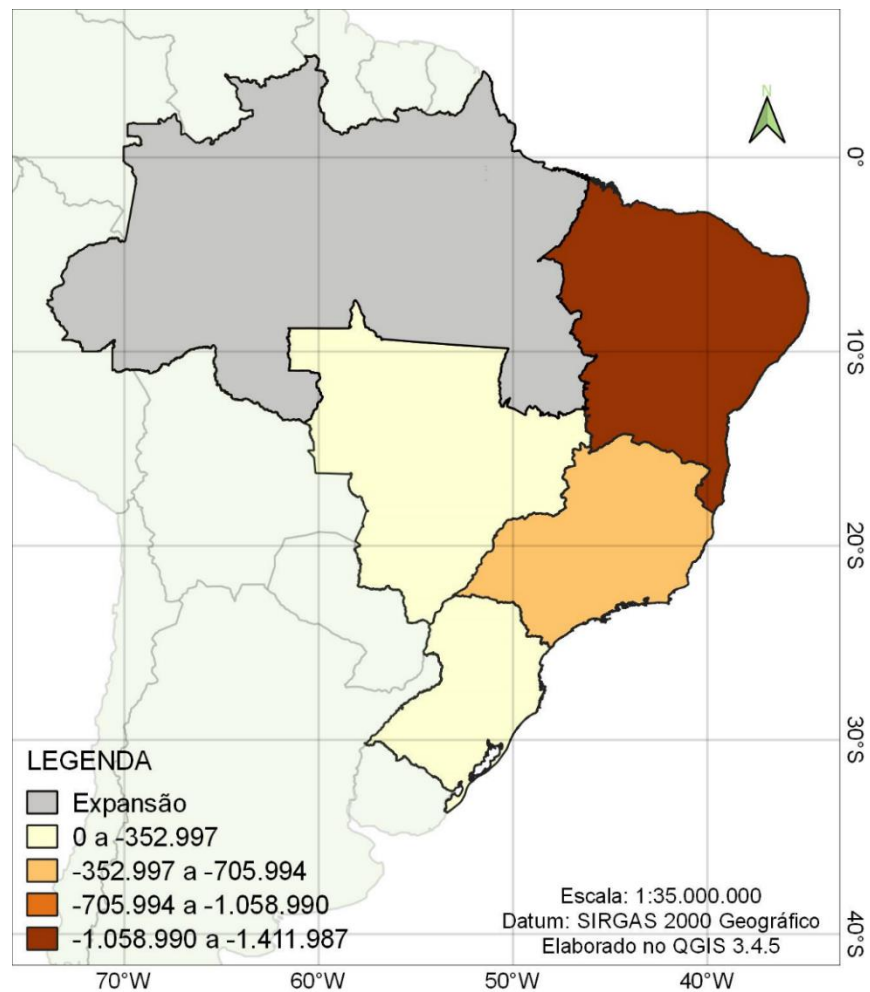 N
0°
10°S
20°S
30°S
40°S
LEGENDA
Expansão
0 a -352.997
-352.997 a -705.994
-705.994 a -1.058.990
-1.058.990 a -1.411.987
Escala: 1:35.000.000
Datum: SIRGAS 2000 Geográfico
Elaborado no QGIS 3.4.5
70°W 60°W 50°W 40°W